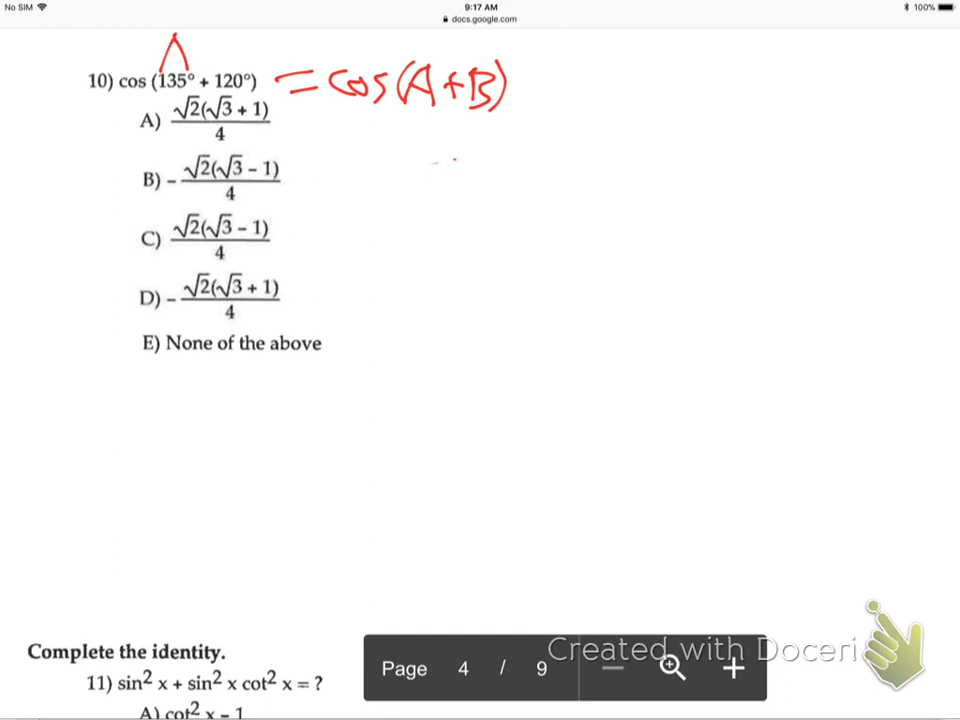 No SIM
9:17 AM
100%
docs.google.com
10) cos (135° + 120°) = cos(A+B)
A) √2(√3 + 1)
4
B) – √2(√3 – 1)
4
C) √2(√3 – 1)
4
D) – √2(√3 + 1)
4
E) None of the above
Complete the identity.
11) sin² x + sin² x cot² x = ?
A) cot² x – 1
Page 4 / 9
Created with Doceri